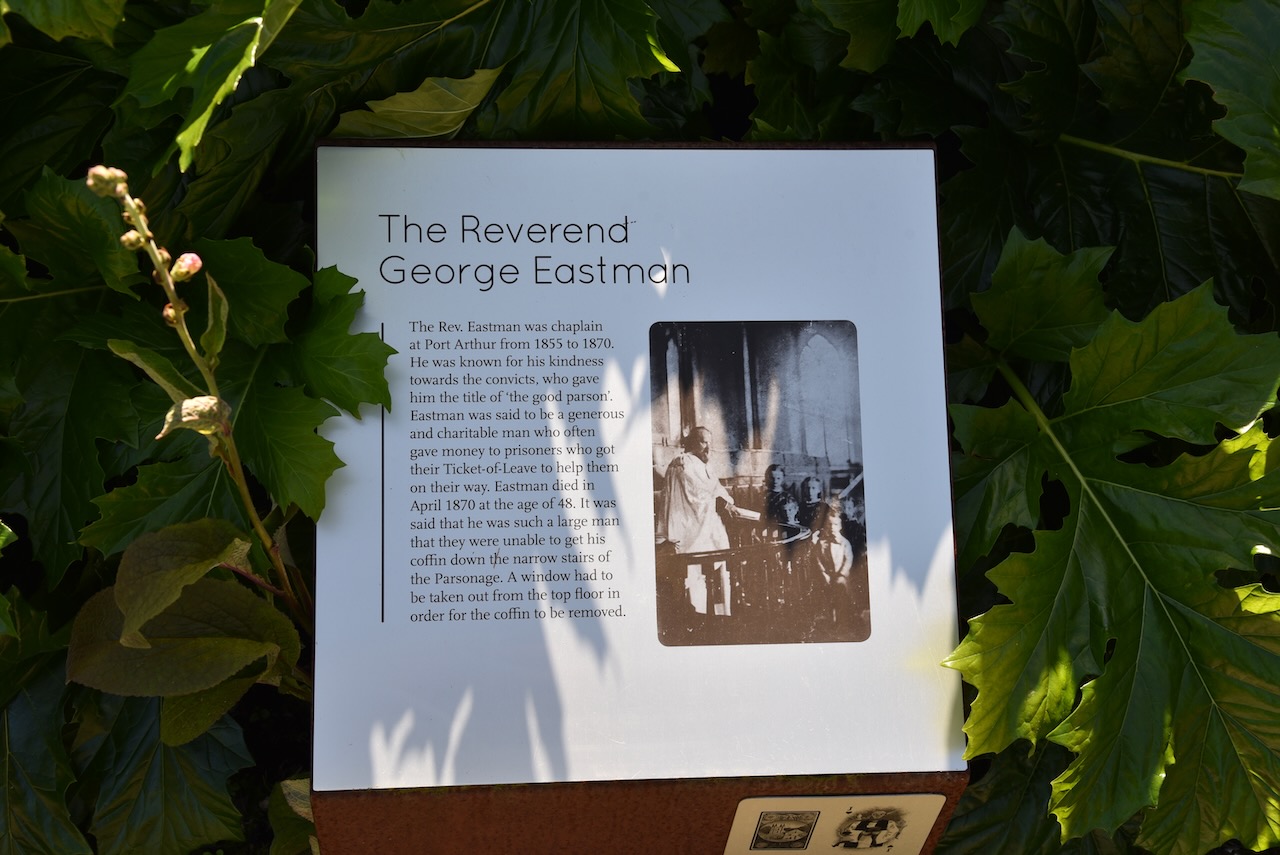 The Reverend
George Eastman
The Rev. Eastman was chaplain
at Port Arthur from 1855 to 1870.
He was known for his kindness
towards the convicts, who gave
him the title of ‘the good parson’.
Eastman was said to be a generous
and charitable man who often
gave money to prisoners who got
their Ticket-of-Leave to help them
on their way. Eastman died in
April 1870 at the age of 48. It was
said that he was such a large man
that they were unable to get his
coffin down the narrow stairs of
the Parsonage. A window had to
be taken out from the top floor in
order for the coffin to be removed.